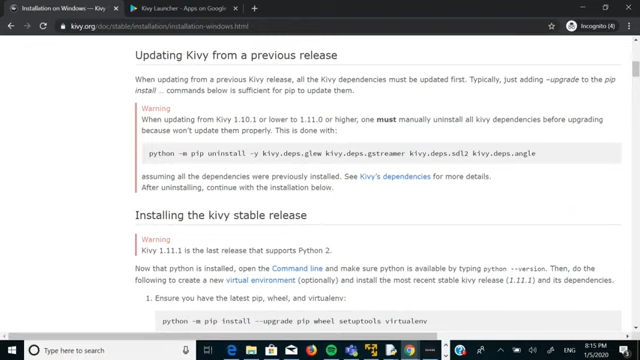 Installation on Windows — Kivy
Kivy Launcher - Apps on Google
kivy.org/doc/stable/installation/installation-windows.html
Incognito (4)
Updating Kivy from a previous release
When updating from a previous Kivy release, all the Kivy dependencies must be updated first. Typically, just adding –upgrade to the pip
install ... commands below is sufficient for pip to update them.
Warning
When updating from Kivy 1.10.1 or lower to 1.11.0 or higher, one must manually uninstall all kivy dependencies before upgrading
because won't update them properly. This is done with:
python -m pip uninstall -y kivy.deps.glew kivy.deps.gstreamer kivy.deps.sdl2 kivy.deps.angle
assuming all the dependencies were previously installed. See Kivy's dependencies for more details.
After uninstalling, continue with the installation below.
Installing the kivy stable release
Warning
Kivy 1.11.1 is the last release that supports Python 2.
Now that python is installed, open the Command line and make sure python is available by typing python --version. Then, do the
following to create a new virtual environment (optionally) and install the most recent stable kivy release (1.11.1) and its dependencies.
1. Ensure you have the latest pip, wheel, and virtualenv:
python -m pip install --upgrade pip wheel setuptools virtualenv
ENG
8:15 PM
1/5/2020